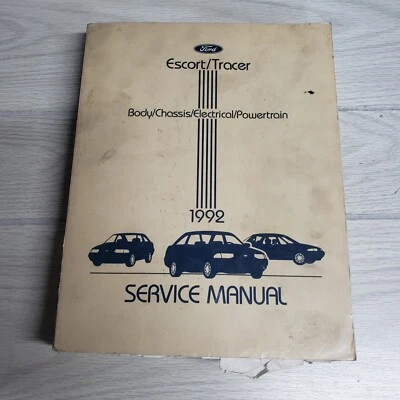 Ford
Escort/Tracer
Body/Chassis/Electrical/Powertrain
1992
SERVICE MANUAL